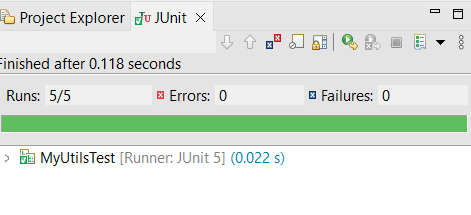 Project Explorer JUnit
Finished after 0.118 seconds
Runs: 5/5 Errors: 0 Failures: 0
MyUtilsTest [Runner: JUnit 5] (0.022 s)